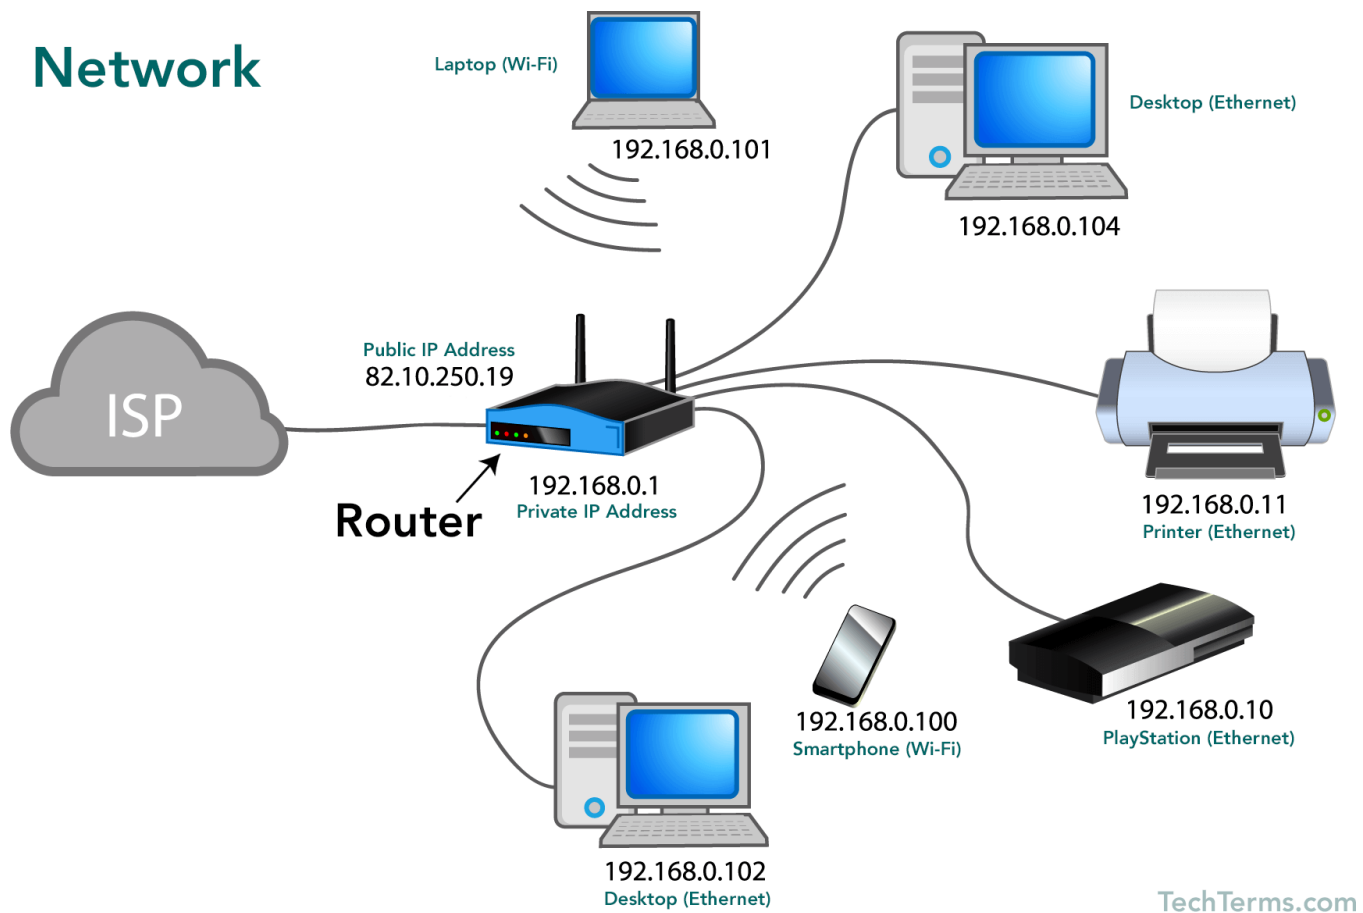 Network
Laptop (Wi-Fi)
192.168.0.101
Desktop (Ethernet)
192.168.0.104
ISP
Public IP Address
82.10.250.19
Router
192.168.0.1
Private IP Address
192.168.0.11
Printer (Ethernet)
192.168.0.10
PlayStation (Ethernet)
192.168.0.100
Smartphone (Wi-Fi)
192.168.0.102
Desktop (Ethernet)
TechTerms.com